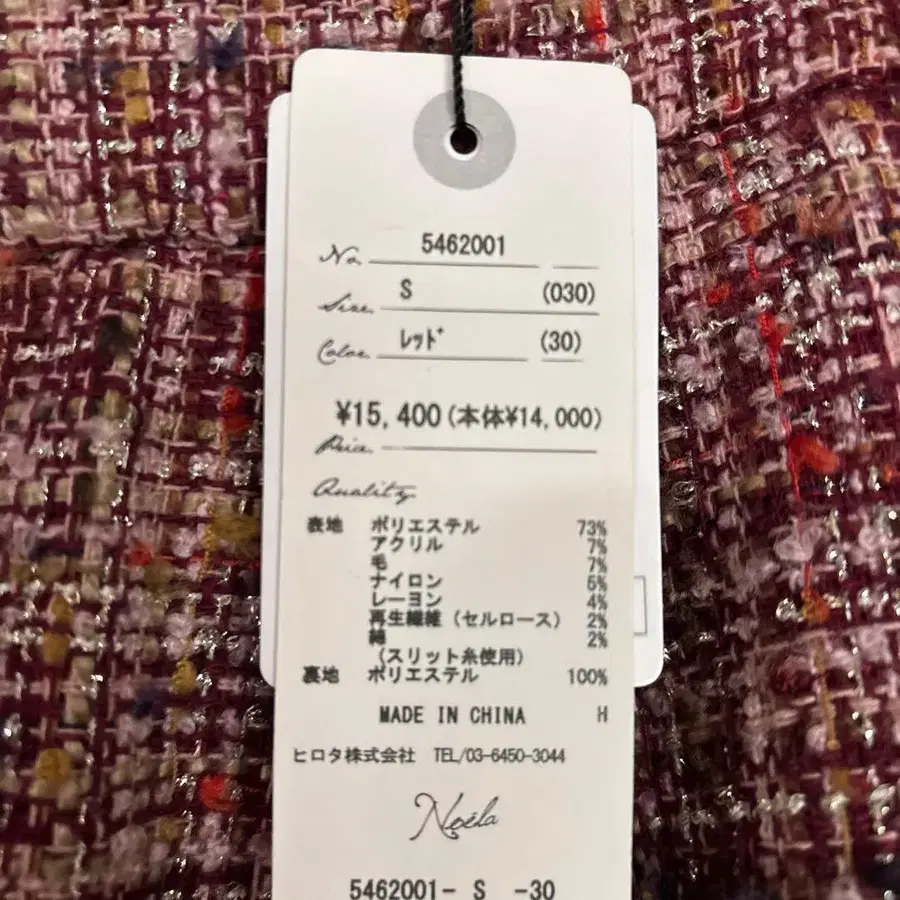 No. 5462001
Size. S (030)
Color. ﾚｯﾄﾞ (30)
¥15,400(本体¥14,000)
Price.
Quality.
表地 ポリエステル 73%
アクリル 7%
毛 7%
ナイロン 5%
レーヨン 4%
再生繊維（セルロース） 2%
綿 2%
（スリット糸使用）
裏地 ポリエステル 100%
MADE IN CHINA H
ヒロタ株式会社 TEL/03-6450-3044
Noëla
5462001- S -30